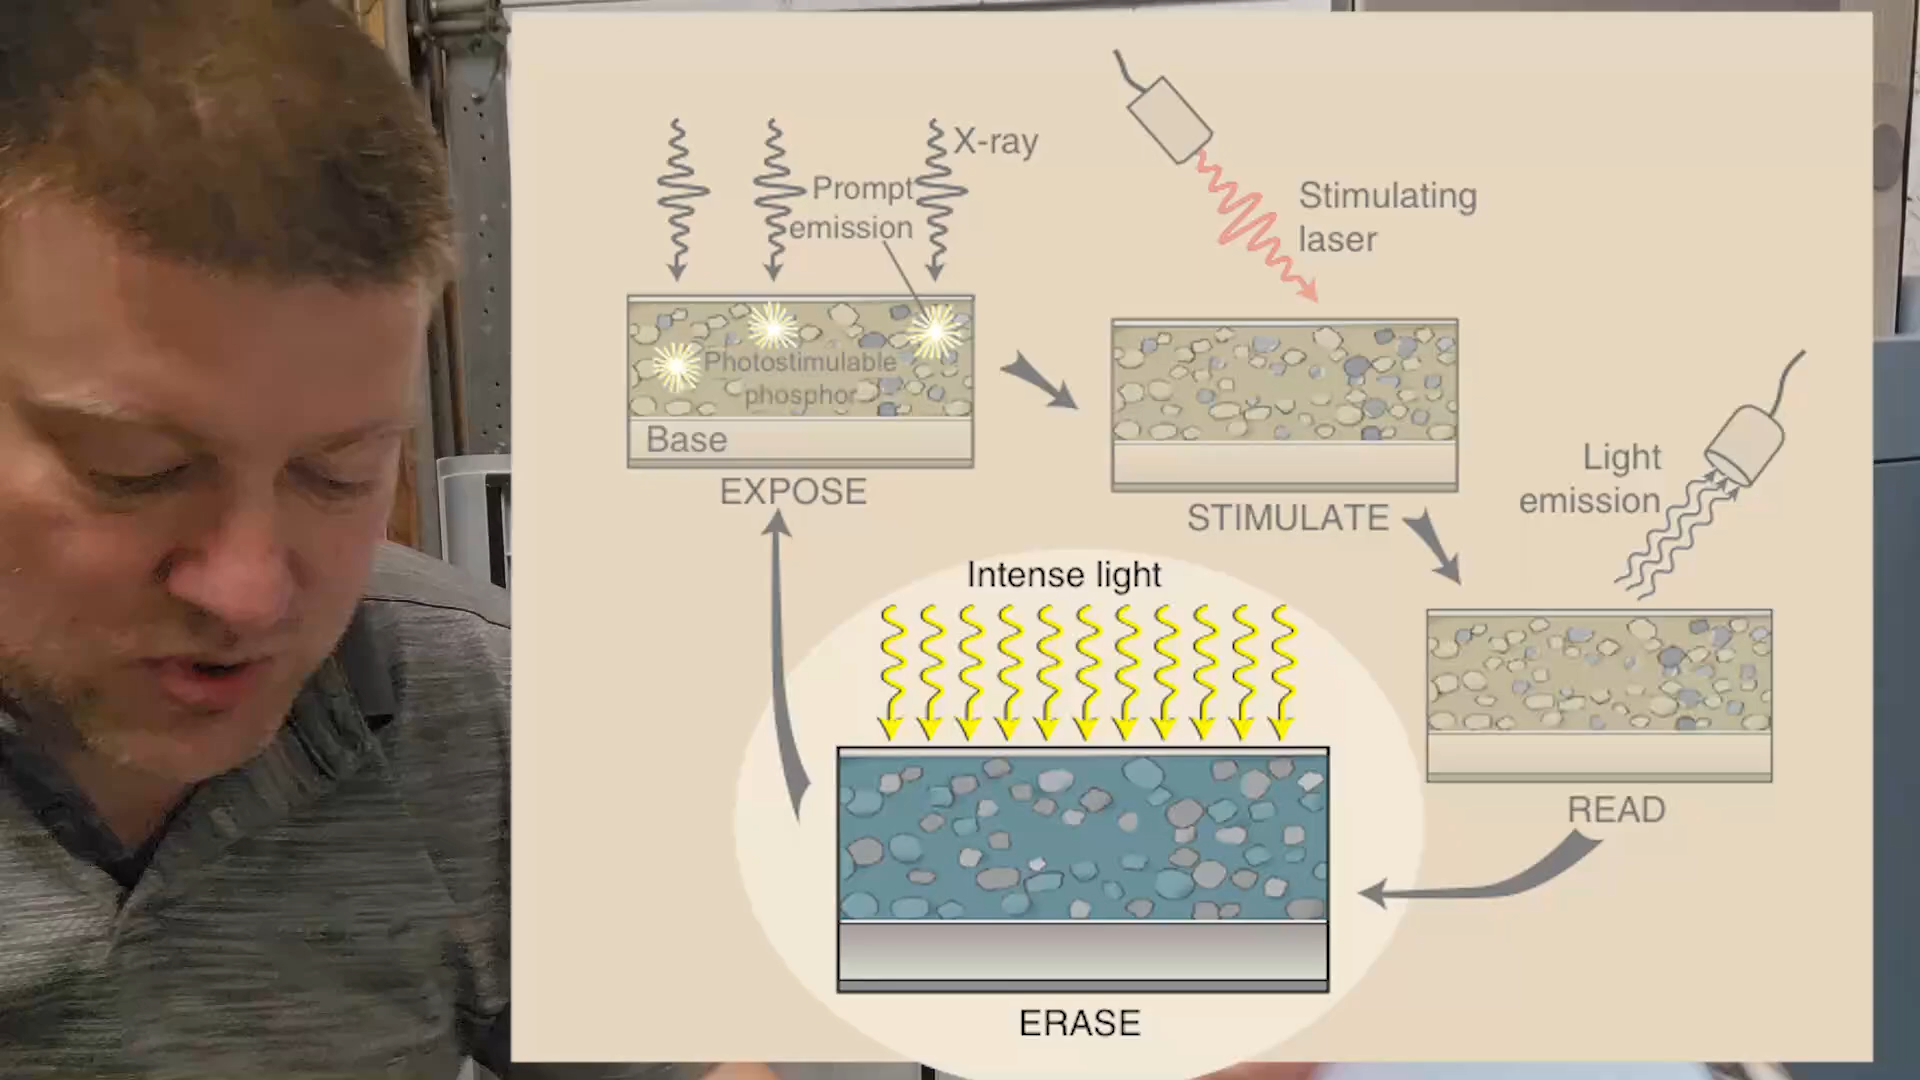 X-ray
Prompt
emission
Photostimulable
phosphor
Base
EXPOSE
Stimulating
laser
STIMULATE
Light
emission
READ
Intense light
ERASE